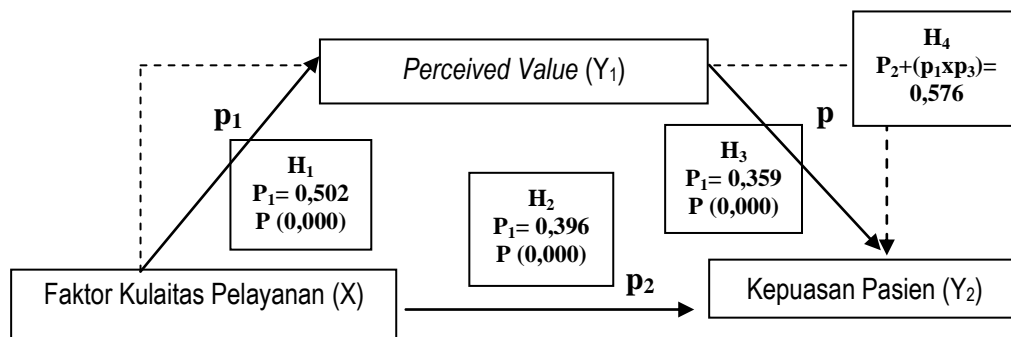 Perceived Value (Y₁)
H₄
P₂+(p₁xp₃)=
0,576
p₁
p
H₁
P₁= 0,502
P (0,000)
H₂
P₁= 0,396
P (0,000)
H₃
P₁= 0,359
P (0,000)
Faktor Kulaitas Pelayanan (X)
p₂
Kepuasan Pasien (Y₂)